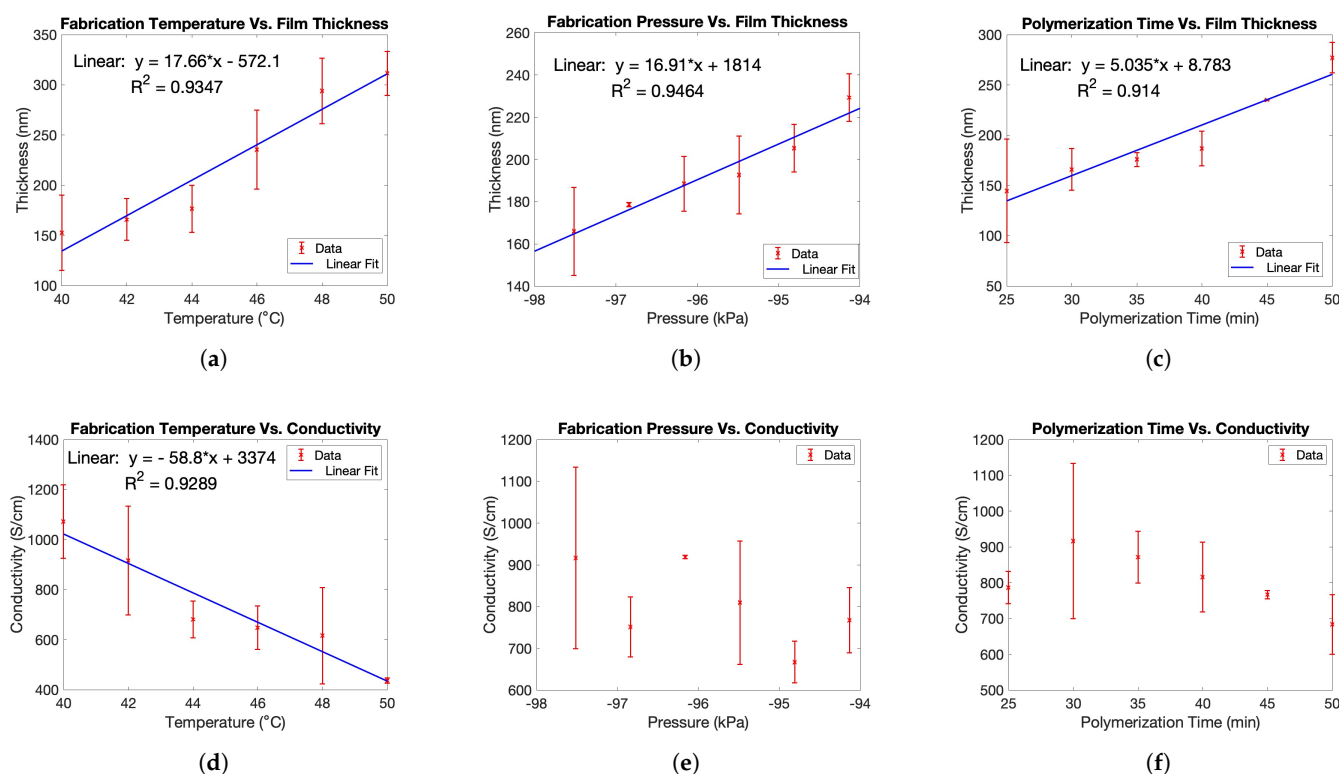 Fabrication Temperature Vs. Film Thickness
Linear: y = 17.66*x - 572.1
R² = 0.9347
Thickness (nm)
350
300
250
200
150
100
40 42 44 46 48 50
Temperature (°C)
Data
Linear Fit
(a)
Fabrication Pressure Vs. Film Thickness
Linear: y = 16.91*x + 1814
R² = 0.9464
Thickness (nm)
260
240
220
200
180
160
140
-98 -97 -96 -95 -94
Pressure (kPa)
Data
Linear Fit
(b)
Polymerization Time Vs. Film Thickness
Linear: y = 5.035*x + 8.783
R² = 0.914
Thickness (nm)
300
250
200
150
100
50
25 30 35 40 45 50
Polymerization Time (min)
Data
Linear Fit
(c)
Fabrication Temperature Vs. Conductivity
Linear: y = - 58.8*x + 3374
R² = 0.9289
Data
Linear Fit
Conductivity (S/cm)
1400
1200
1000
800
600
400
40 42 44 46 48 50
Temperature (°C)
(d)
Fabrication Pressure Vs. Conductivity
Data
Conductivity (S/cm)
1200
1100
1000
900
800
700
600
-98 -97 -96 -95 -94
Pressure (kPa)
(e)
Polymerization Time Vs. Conductivity
Data
Conductivity (S/cm)
1200
1100
1000
900
800
700
600
500
25 30 35 40 45 50
Polymerization Time (min)
(f)